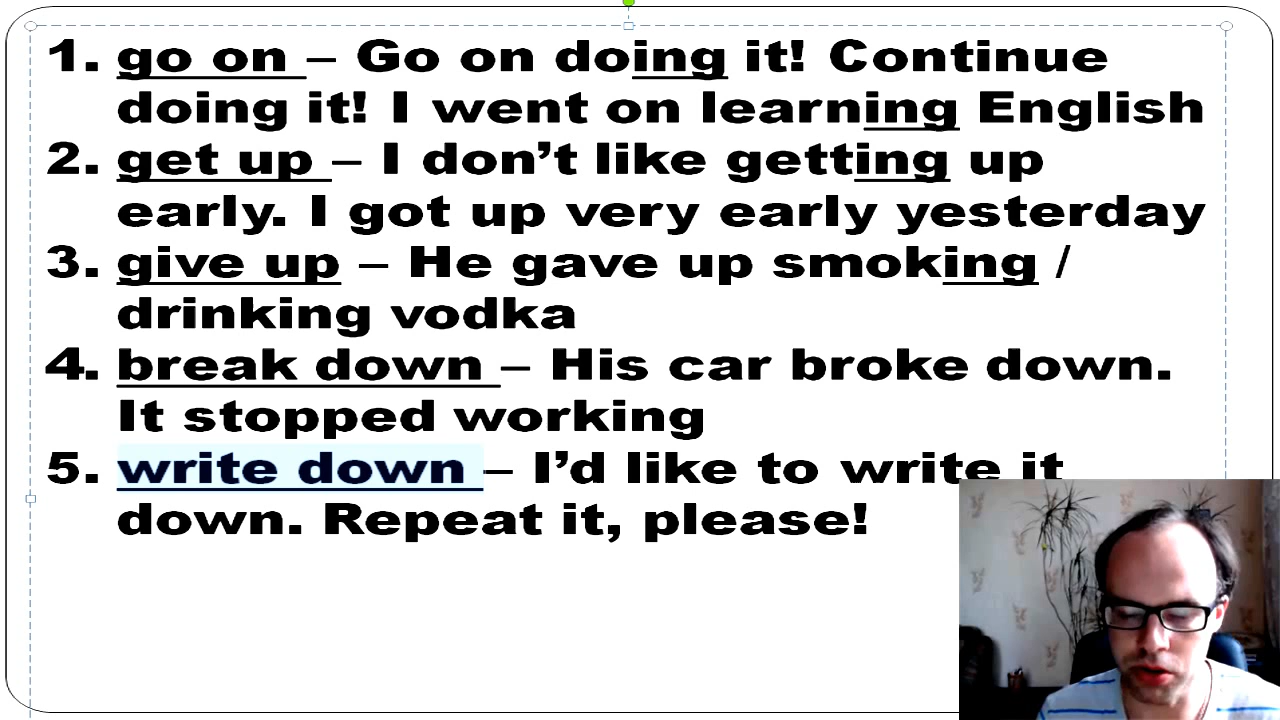 1. go on – Go on doing it! Continue
doing it! I went on learning English
2. get up – I don’t like getting up
early. I got up very early yesterday
3. give up – He gave up smoking /
drinking vodka
4. break down – His car broke down.
It stopped working
5. write down – I’d like to write it
down. Repeat it, please!